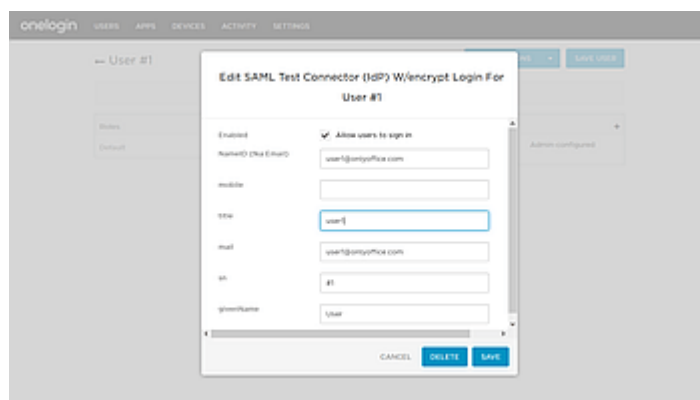 onelogin USERS APPS DEVICES ACTIVITY SETTINGS
← User #1
SAVE USER
Edit SAML Test Connector (IdP) W/encrypt Login For
User #1
Roles
Default
Admin configured
Enabled
Allow users to sign in
NameID (fka Email)
user1@onlyoffice.com
mobile
title
user1
mail
user1@onlyoffice.com
sn
#1
givenName
User
CANCEL DELETE SAVE